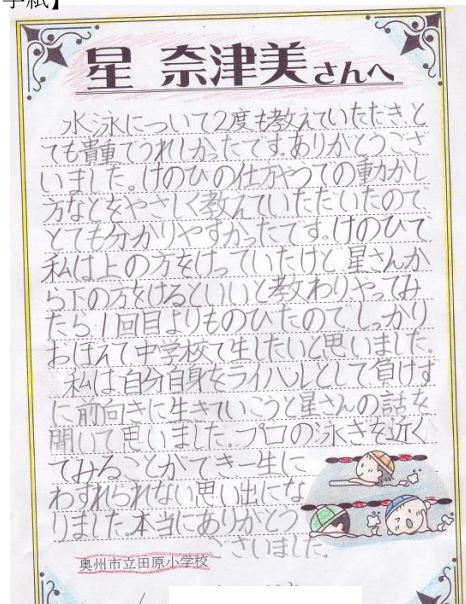 手紙】
星 奈津美さんへ
水泳について2度も教えていただき、と
ても貴重でうれしかったです。ありがとうござ
いました。けのびの仕方やつての動かし
方などをやさしく教えていただいたので
とても分かりやすかったです。けのびで
私は上の方をけっていたけど、星さんか
ら下の方をけるといいと教わりやってみ
たら、1回目よりものびたのでしっかり
おぼえて中学校で生したいと思いました。
私は自分自身をライバルとして、負けず
に前向きに生きていこうと星さんの話を
聞いて思いました。プロの泳きを近く
でみることができ一生に
わすれられない思い出にな
りました。本当にありがとう
ございました。
奥州市立田原小学校